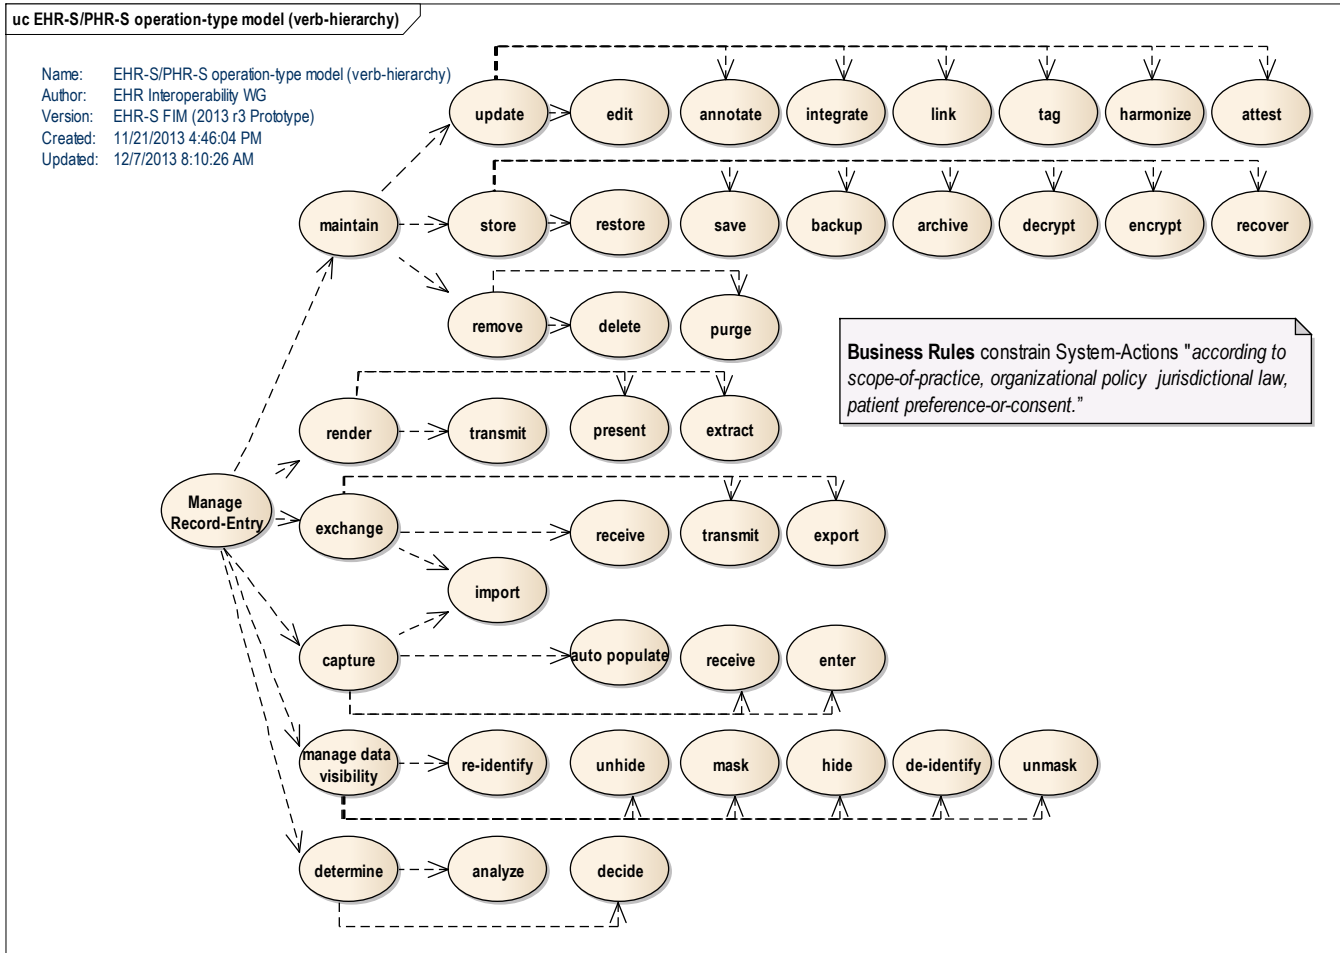 uc EHR-S/PHR-S operation-type model (verb-hierarchy)
Name: EHR-S/PHR-S operation-type model (verb-hierarchy)
Author: EHR Interoperability WG
Version: EHR-S FIM (2013 r3 Prototype)
Created: 11/21/2013 4:46:04 PM
Updated: 12/7/2013 8:10:26 AM
update edit annotate integrate link tag harmonize attest
maintain store restore save backup archive decrypt encrypt recover
remove delete purge
Business Rules constrain System-Actions "according to
scope-of-practice, organizational policy jurisdictional law,
patient preference-or-consent.”
render transmit present extract
Manage
Record-Entry
exchange receive transmit export
import
capture auto populate receive enter
manage data
visibility
re-identify unhide mask hide de-identify unmask
determine analyze decide